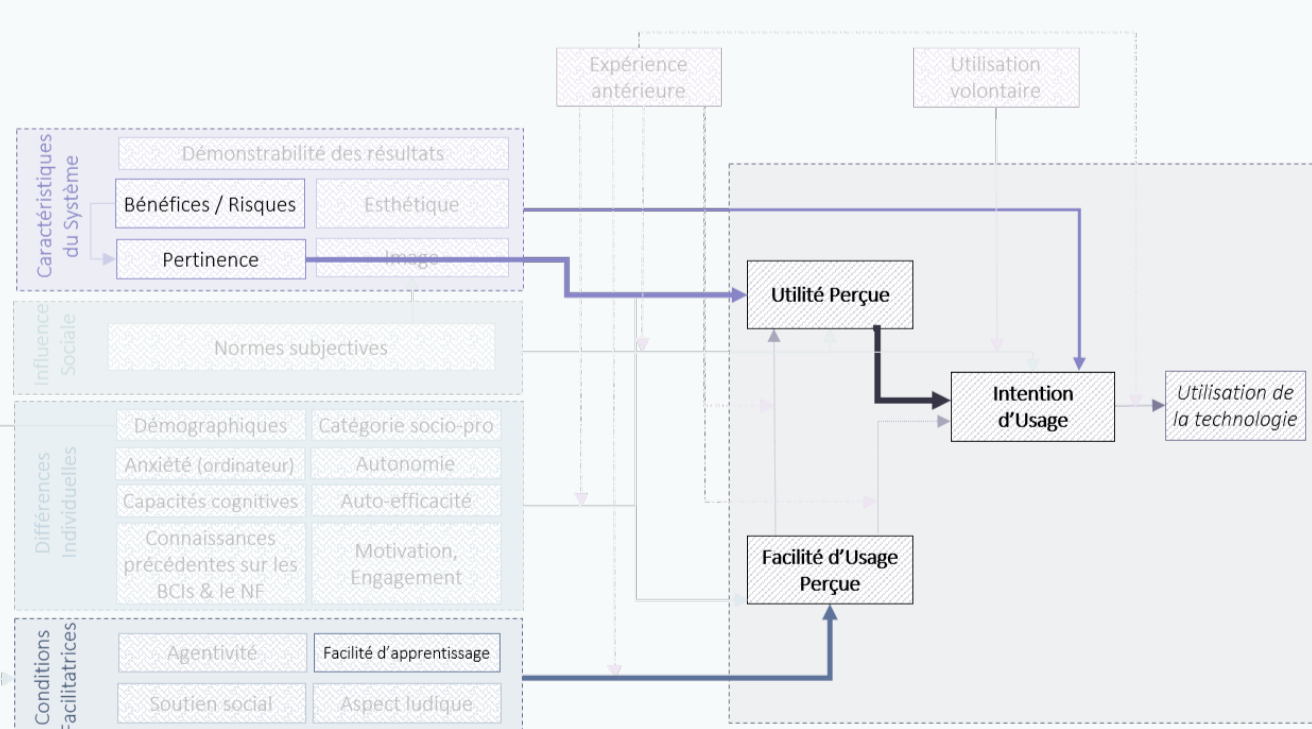 Expérience
antérieure
Utilisation
volontaire
Caractéristiques
du Système
Démonstrabilité des résultats
Bénéfices / Risques
Esthétique
Pertinence
Image
Utilité Perçue
Influence
Sociale
Normes subjectives
Intention
d’Usage
Utilisation de
la technologie
Différences
Individuelles
Démographiques
Catégorie socio-pro
Anxiété (ordinateur)
Autonomie
Capacités cognitives
Auto-efficacité
Connaissances
précédentes sur les
BCIs & le NF
Motivation,
Engagement
Facilité d’Usage
Perçue
Conditions
Facilitatrices
Agentivité
Facilité d’apprentissage
Soutien social
Aspect ludique